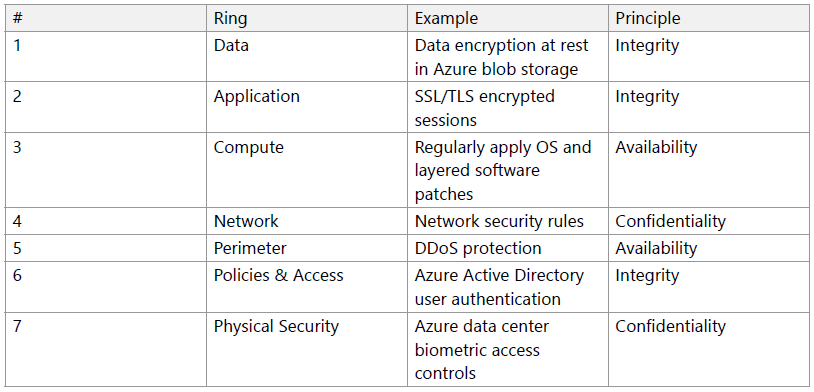 # Ring Example Principle
1 Data Data encryption at rest Integrity
in Azure blob storage
2 Application SSL/TLS encrypted Integrity
sessions
3 Compute Regularly apply OS and Availability
layered software
patches
4 Network Network security rules Confidentiality
5 Perimeter DDoS protection Availability
6 Policies & Access Azure Active Directory Integrity
user authentication
7 Physical Security Azure data center Confidentiality
biometric access
controls